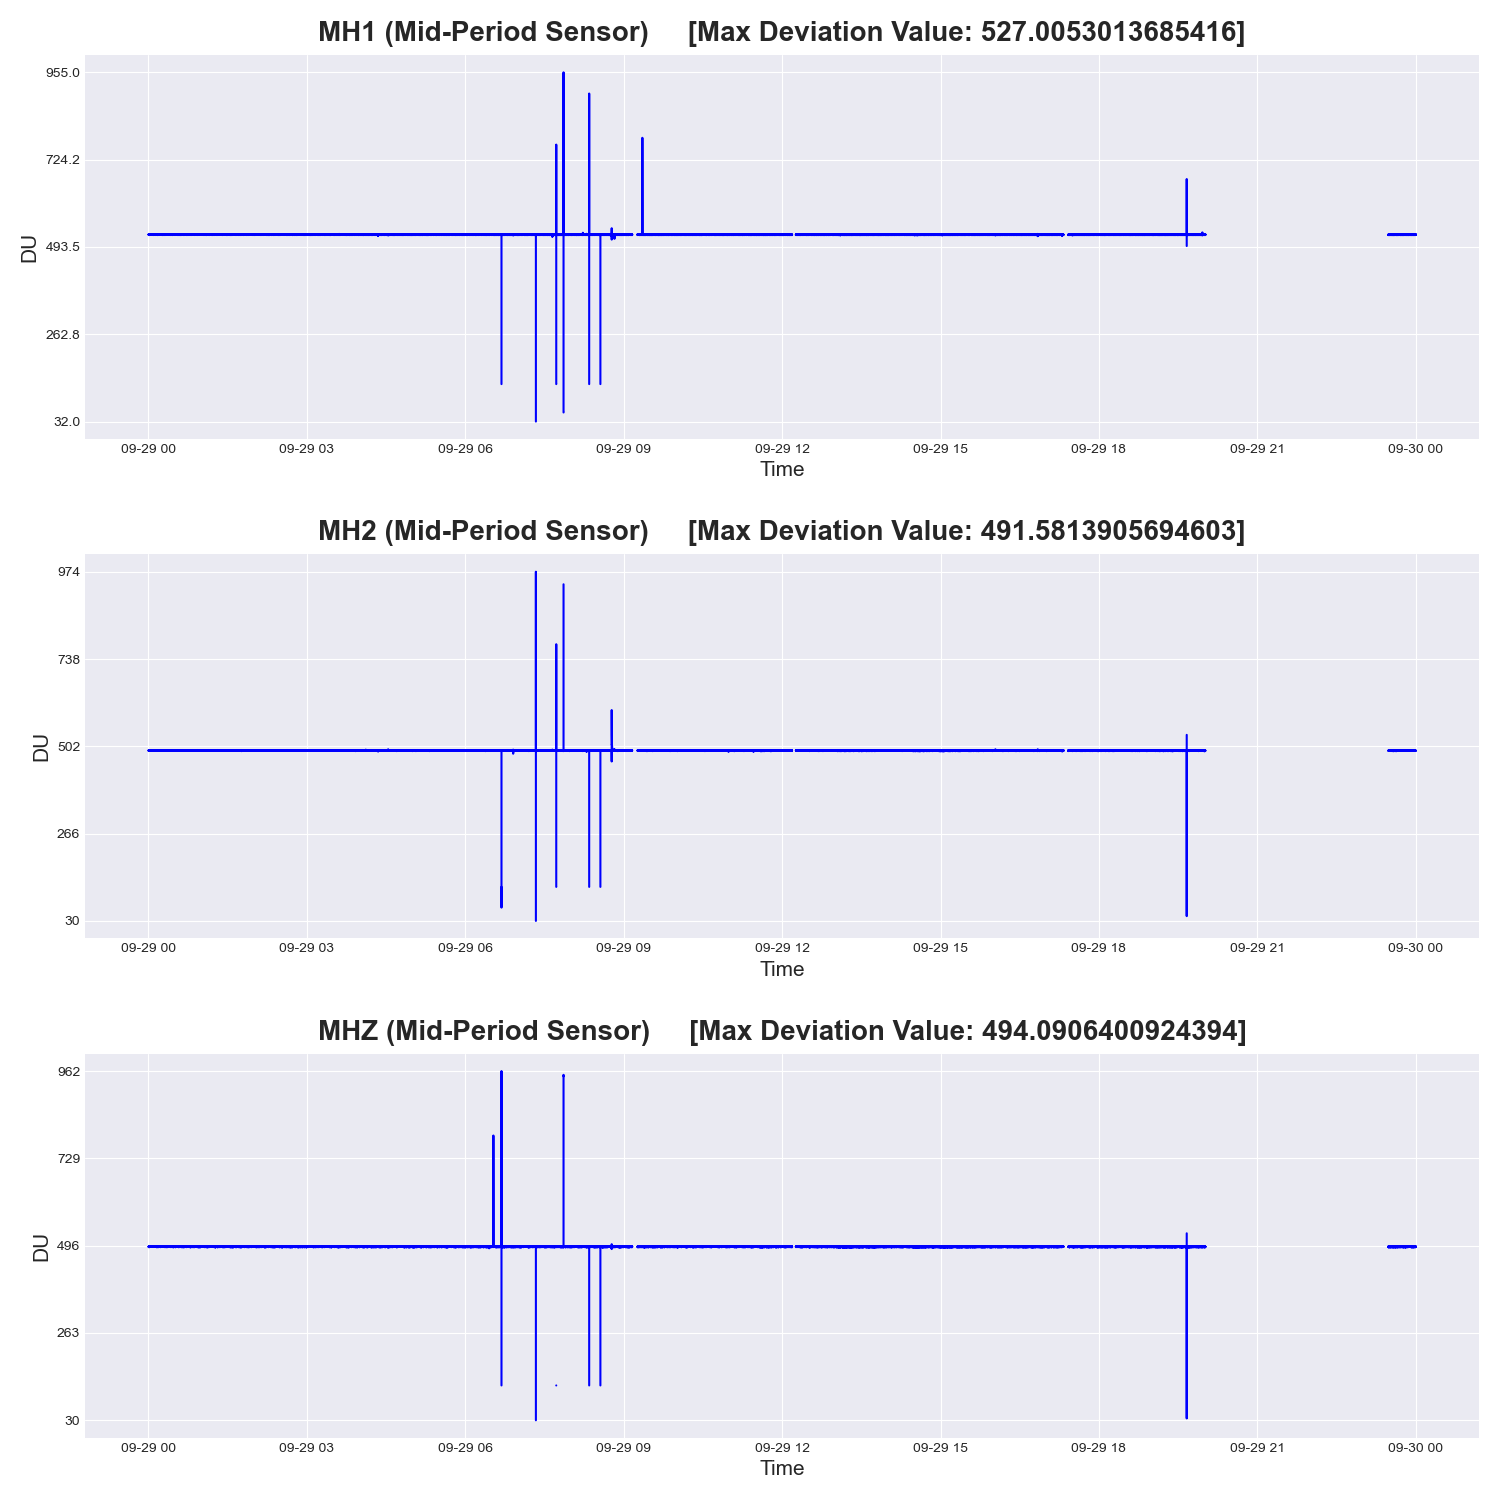 MH1 (Mid-Period Sensor)     [Max Deviation Value: 527.0053013685416]
955.0
724.2
493.5
262.8
32.0
DU
09-29 00 09-29 03 09-29 06 09-29 09 09-29 12 09-29 15 09-29 18 09-29 21 09-30 00
Time
MH2 (Mid-Period Sensor)     [Max Deviation Value: 491.5813905694603]
974
738
502
266
30
DU
09-29 00 09-29 03 09-29 06 09-29 09 09-29 12 09-29 15 09-29 18 09-29 21 09-30 00
Time
MHZ (Mid-Period Sensor)     [Max Deviation Value: 494.0906400924394]
962
729
496
263
30
DU
09-29 00 09-29 03 09-29 06 09-29 09 09-29 12 09-29 15 09-29 18 09-29 21 09-30 00
Time